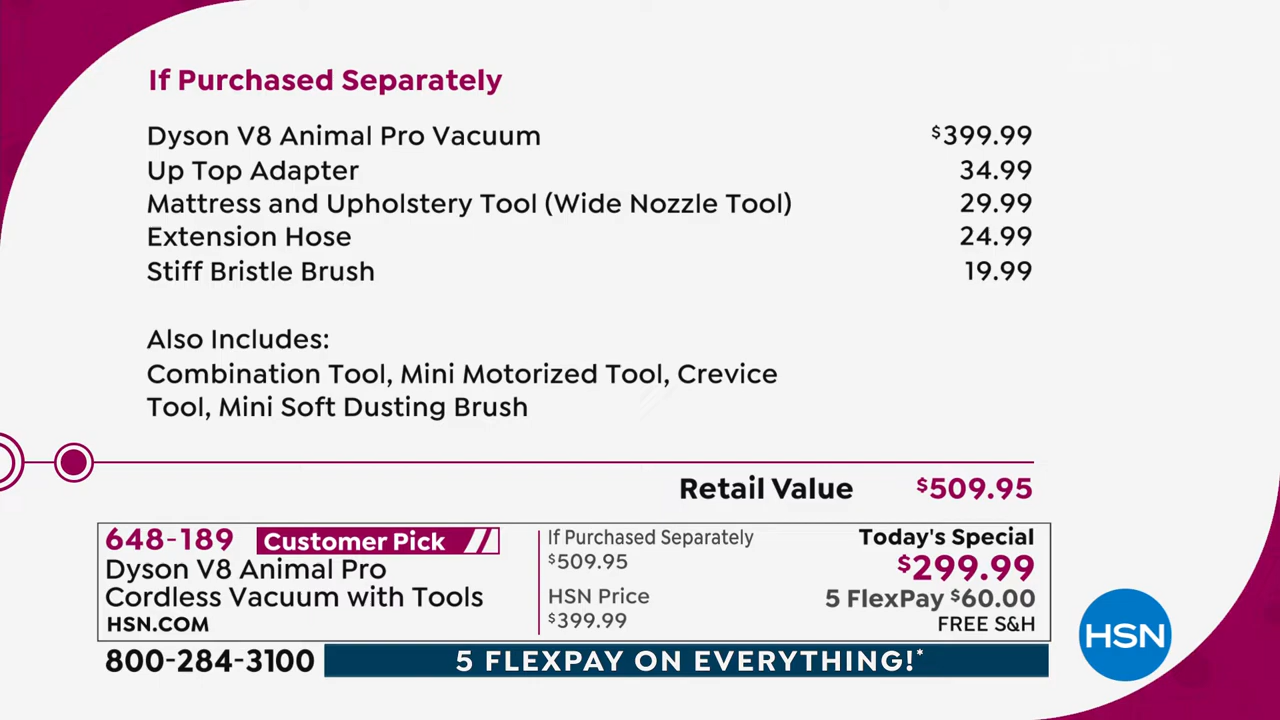 If Purchased Separately
Dyson V8 Animal Pro Vacuum $399.99
Up Top Adapter 34.99
Mattress and Upholstery Tool (Wide Nozzle Tool) 29.99
Extension Hose 24.99
Stiff Bristle Brush 19.99
Also Includes:
Combination Tool, Mini Motorized Tool, Crevice
Tool, Mini Soft Dusting Brush
Retail Value $509.95
648-189 Customer Pick
Dyson V8 Animal Pro
Cordless Vacuum with Tools
HSN.COM
If Purchased Separately
$509.95
HSN Price
$399.99
Today's Special
$299.99
5 FlexPay $60.00
FREE S&H
HSN
800-284-3100 5 FLEXPAY ON EVERYTHING!*